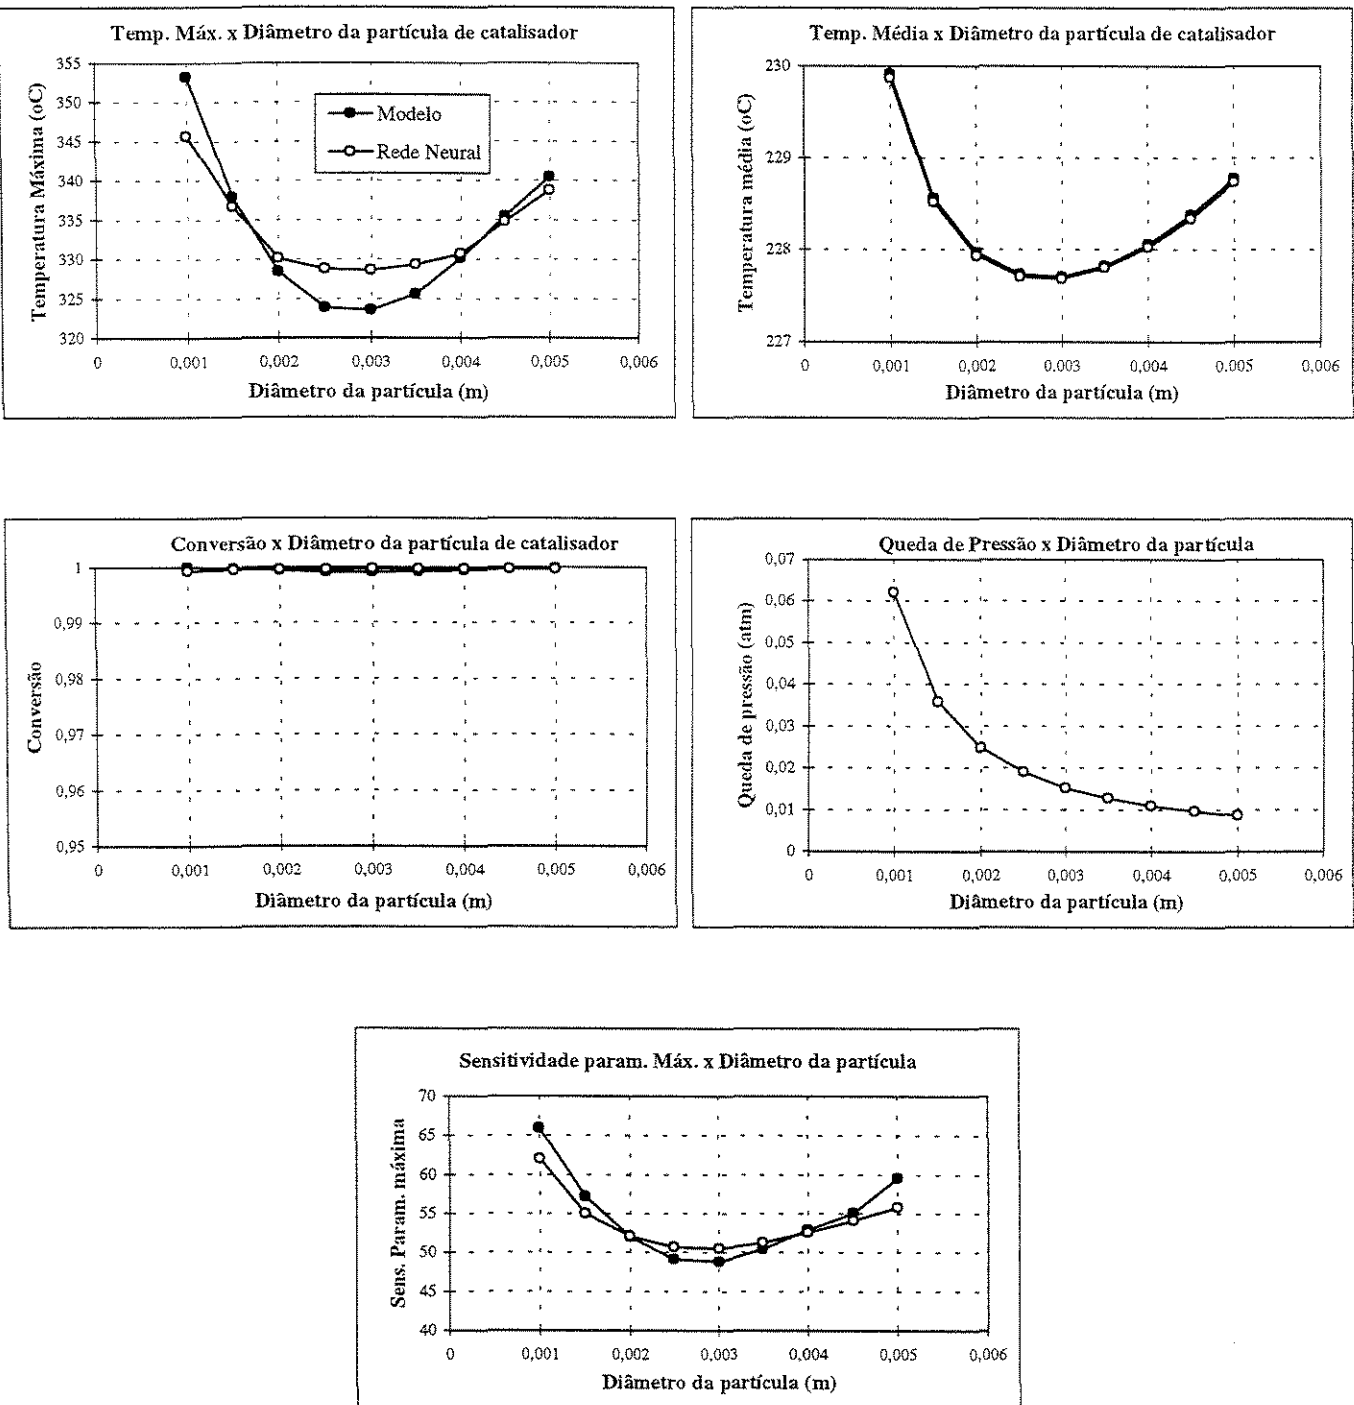 Temp. Máx. x Diâmetro da partícula de catalisador
Temperatura Máxima (oC)
355
350
345
340
335
330
325
320
Modelo
Rede Neural
0 0,001 0,002 0,003 0,004 0,005 0,006
Diâmetro da partícula (m)
Temp. Média x Diâmetro da partícula de catalisador
Temperatura média (oC)
230
229
228
227
0 0,001 0,002 0,003 0,004 0,005 0,006
Diâmetro da partícula (m)
Conversão x Diâmetro da partícula de catalisador
Conversão
1
0,99
0,98
0,97
0,96
0,95
0 0,001 0,002 0,003 0,004 0,005 0,006
Diâmetro da partícula (m)
Queda de Pressão x Diâmetro da partícula
Queda de pressão (atm)
0,07
0,06
0,05
0,04
0,03
0,02
0,01
0
0 0,001 0,002 0,003 0,004 0,005 0,006
Diâmetro da partícula (m)
Sensitividade param. Máx. x Diâmetro da partícula
Sens. Param. máxima
70
65
60
55
50
45
40
0 0,001 0,002 0,003 0,004 0,005 0,006
Diâmetro da partícula (m)